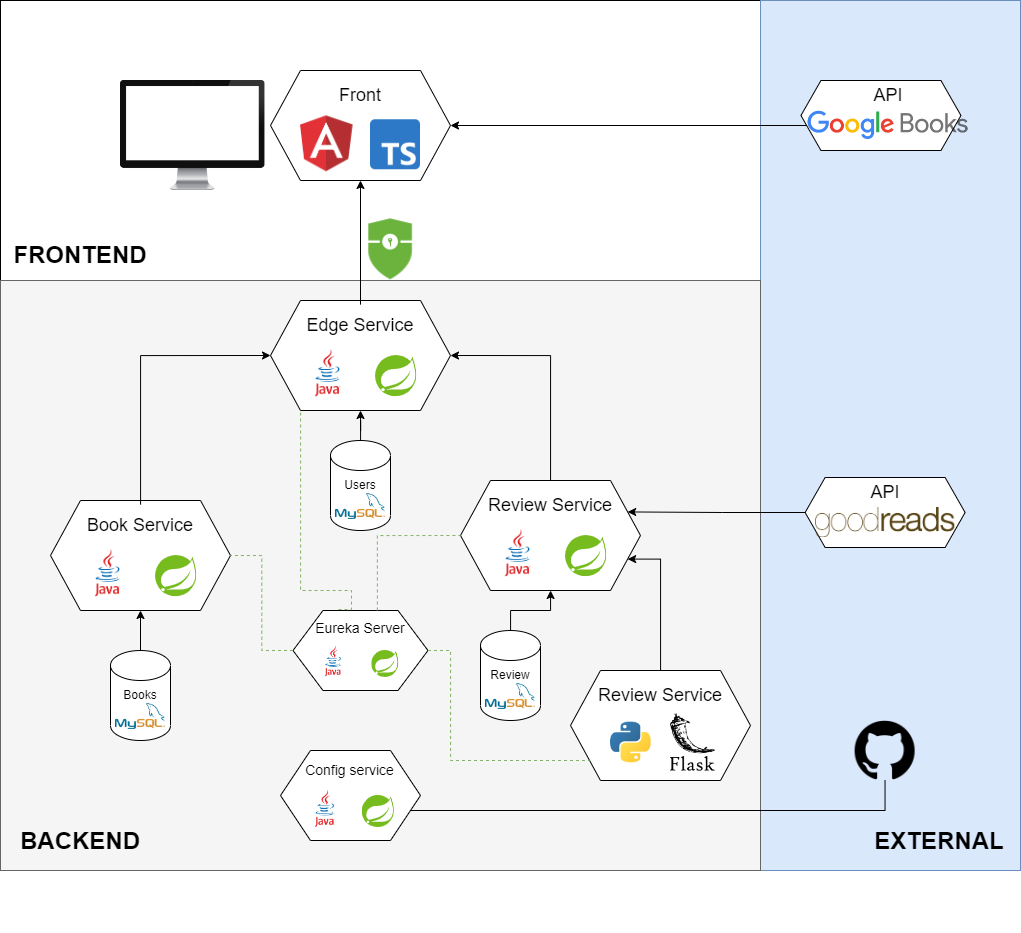 Front
TS
API
Google Books
FRONTEND
Edge Service
Java
Users
MySQL
Book Service
Java
Review Service
Java
API
goodreads
Eureka Server
Java
Books
MySQL
Review
MySQL
Review Service
Flask
Config service
Java
BACKEND
EXTERNAL